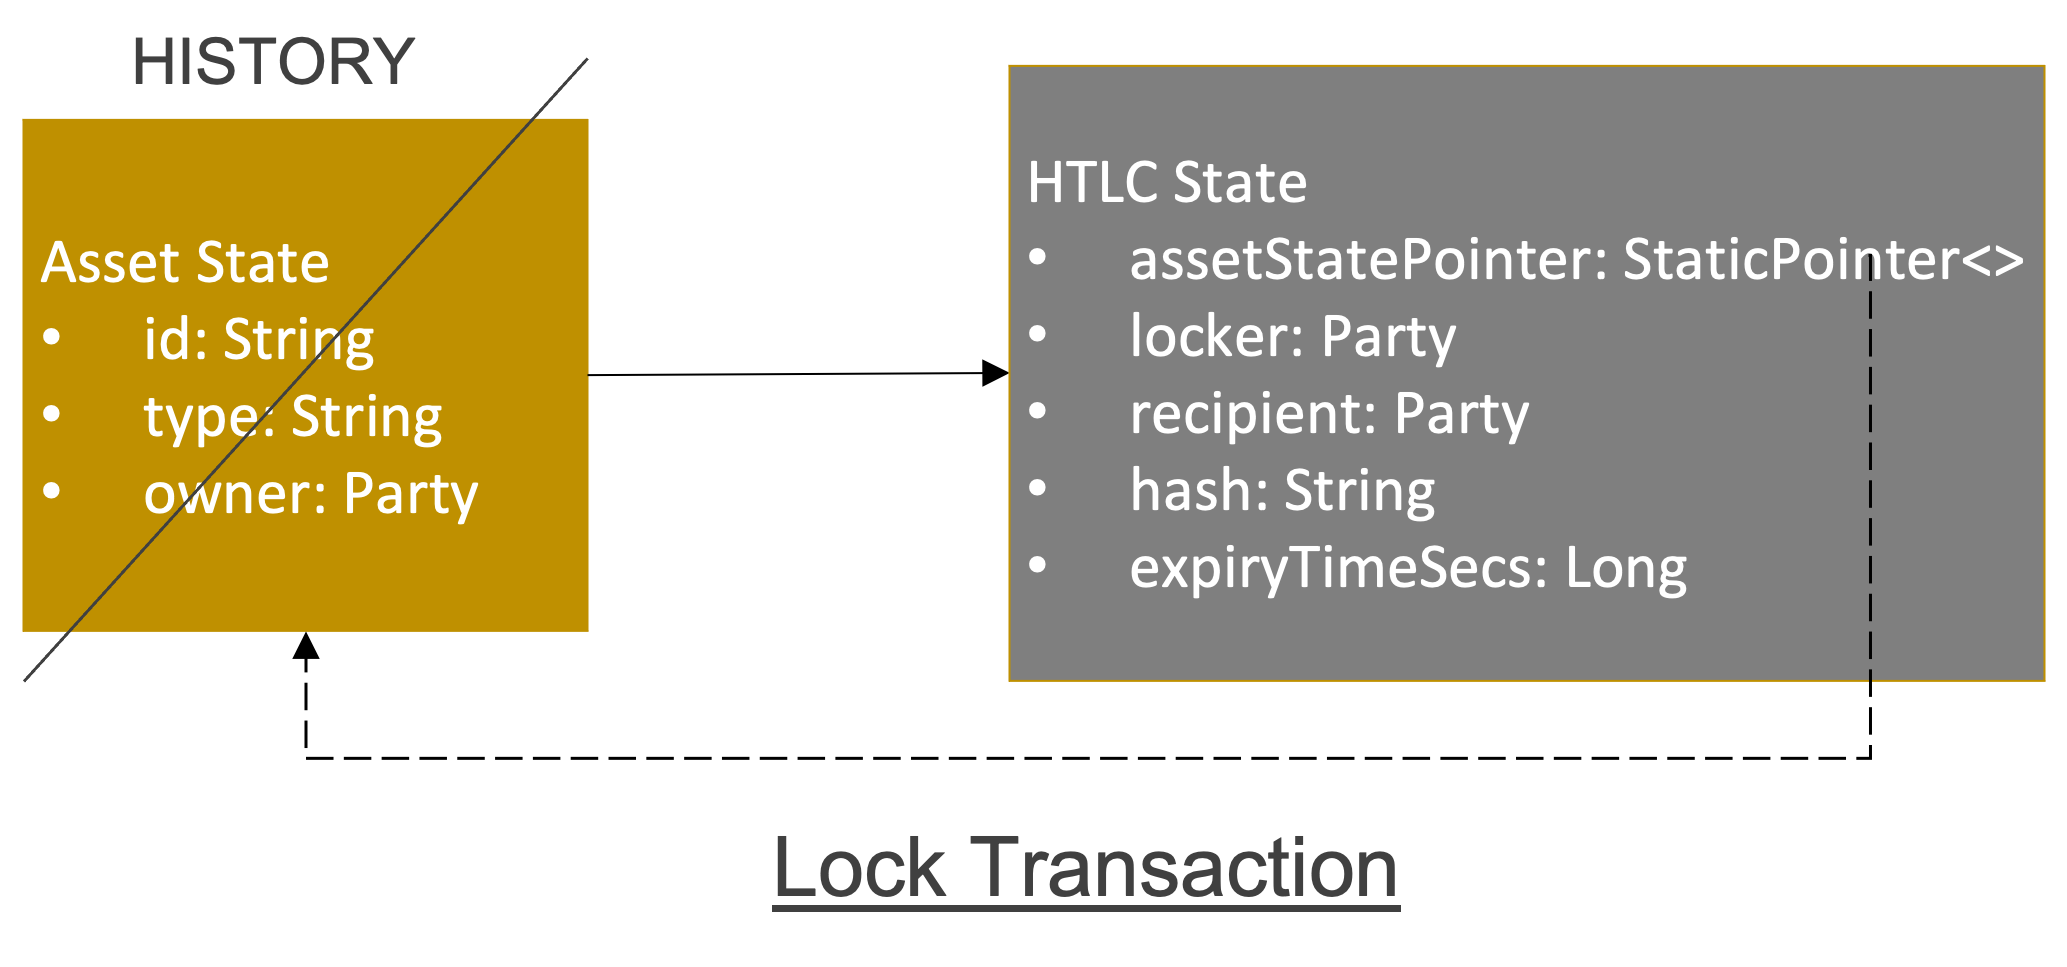 HISTORY
Asset State
• id: String
• type: String
• owner: Party
HTLC State
• assetStatePointer: StaticPointer<>
• locker: Party
• recipient: Party
• hash: String
• expiryTimeSecs: Long
Lock Transaction